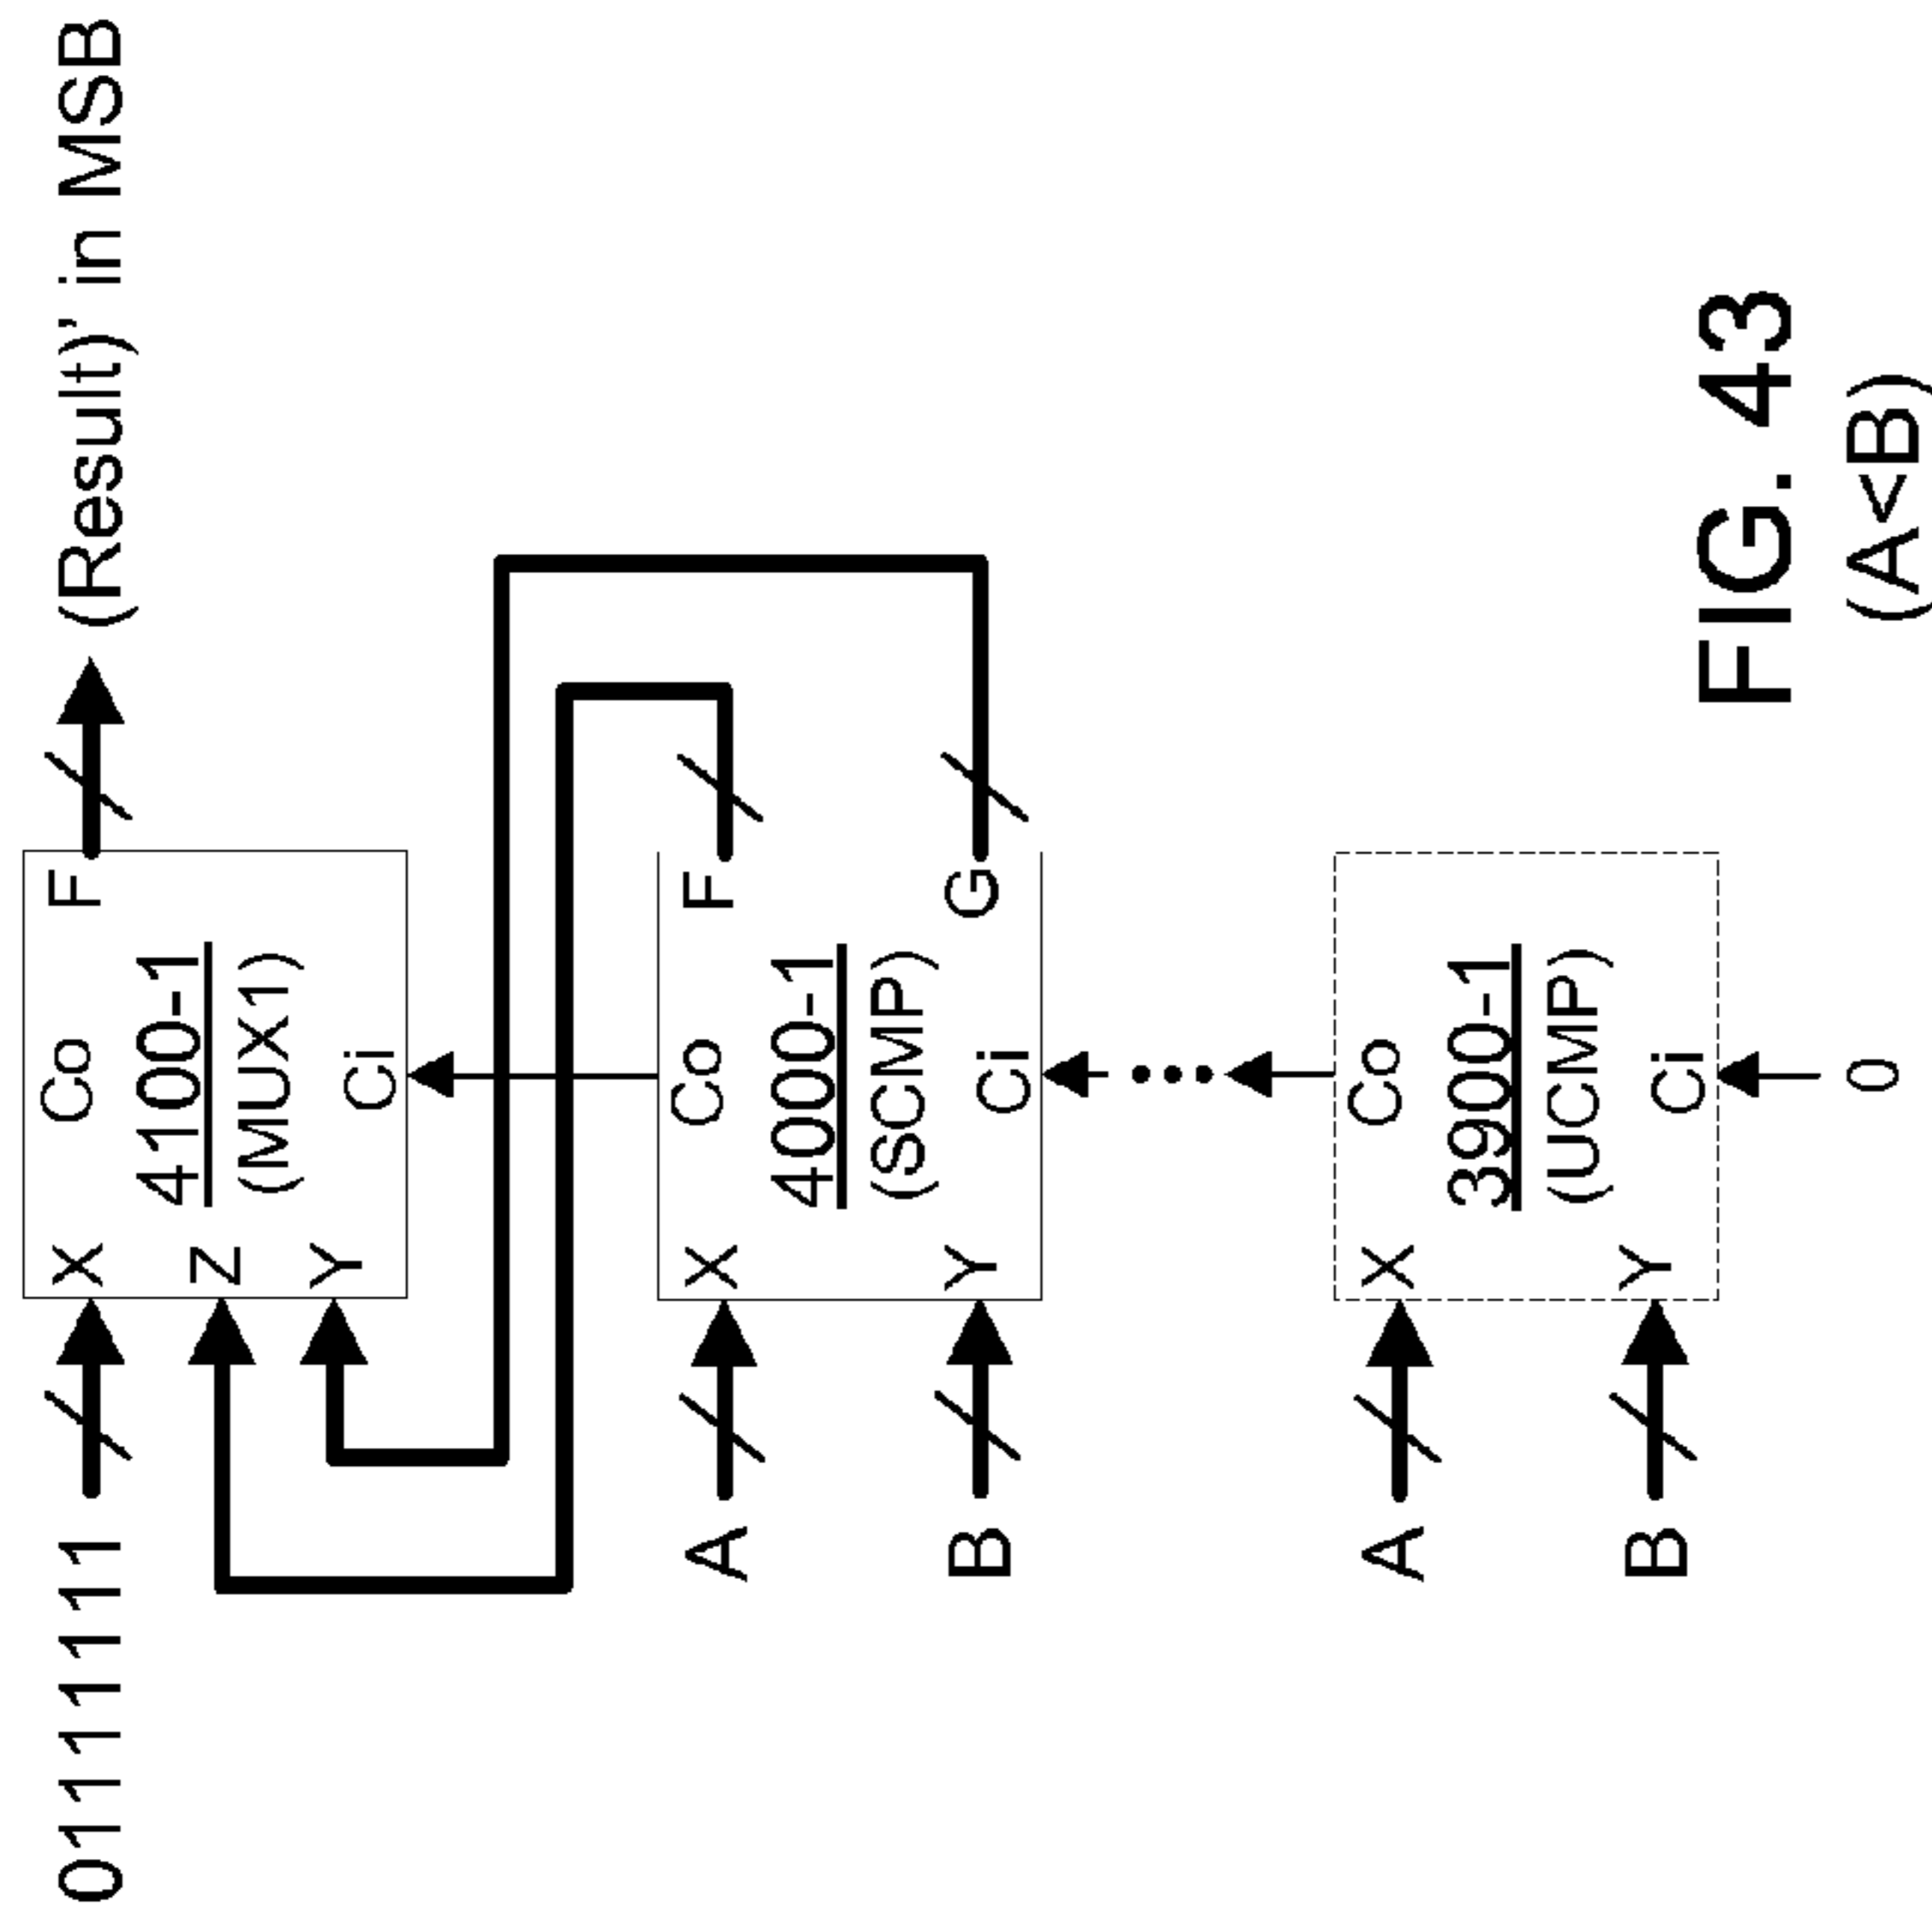 01111111 X Co F (Result)' in MSB
4100-1
Z
(MUX1)
Y Ci
A X Co F
4000-1
(SCMP)
B Y Ci G
A X Co
3900-1
(UCMP)
B Y Ci
0
FIG. 43
(A<B)